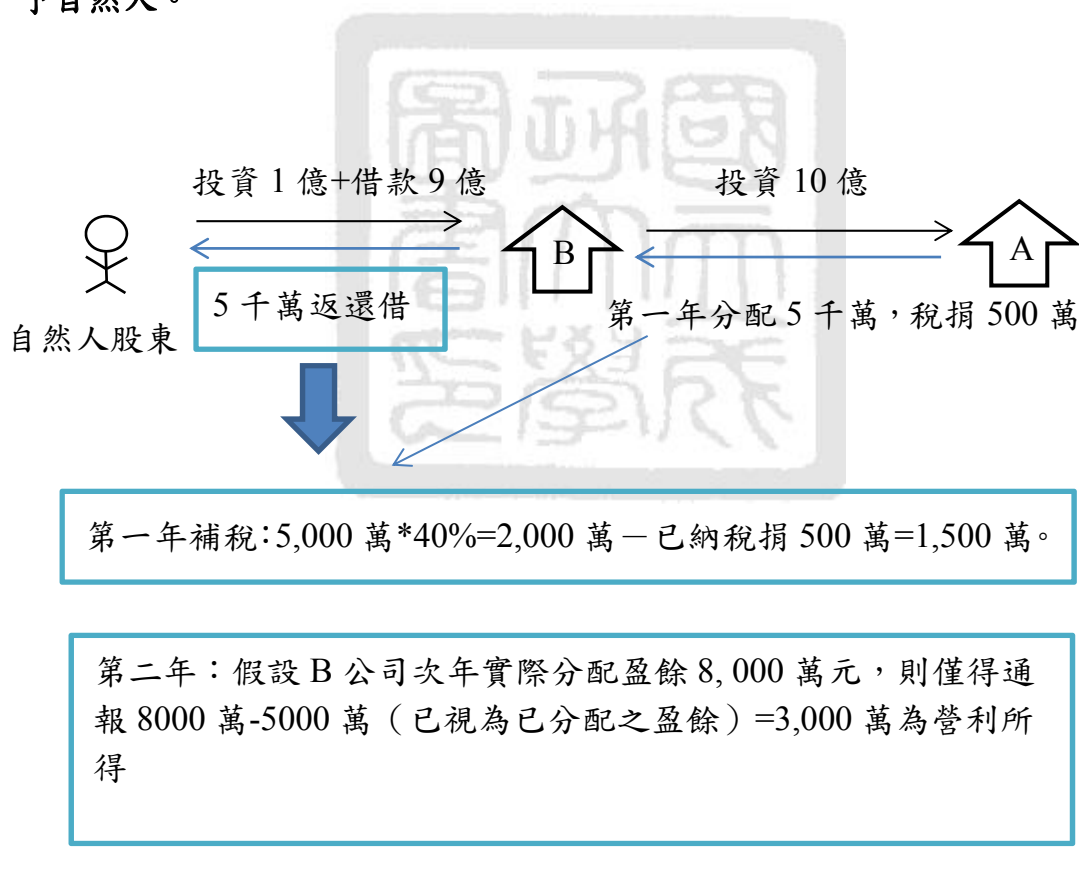 予自然人。
投資 1 億+借款 9 億
投資 10 億
B
A
5 千萬返還借
第一年分配 5 千萬，稅捐 500 萬
自然人股東
第一年補稅：5,000 萬*40%=2,000 萬－已納稅捐 500 萬=1,500 萬。
第二年：假設 B 公司次年實際分配盈餘 8, 000 萬元，則僅得通
報 8000 萬-5000 萬（已視為已分配之盈餘）=3,000 萬為營利所
得